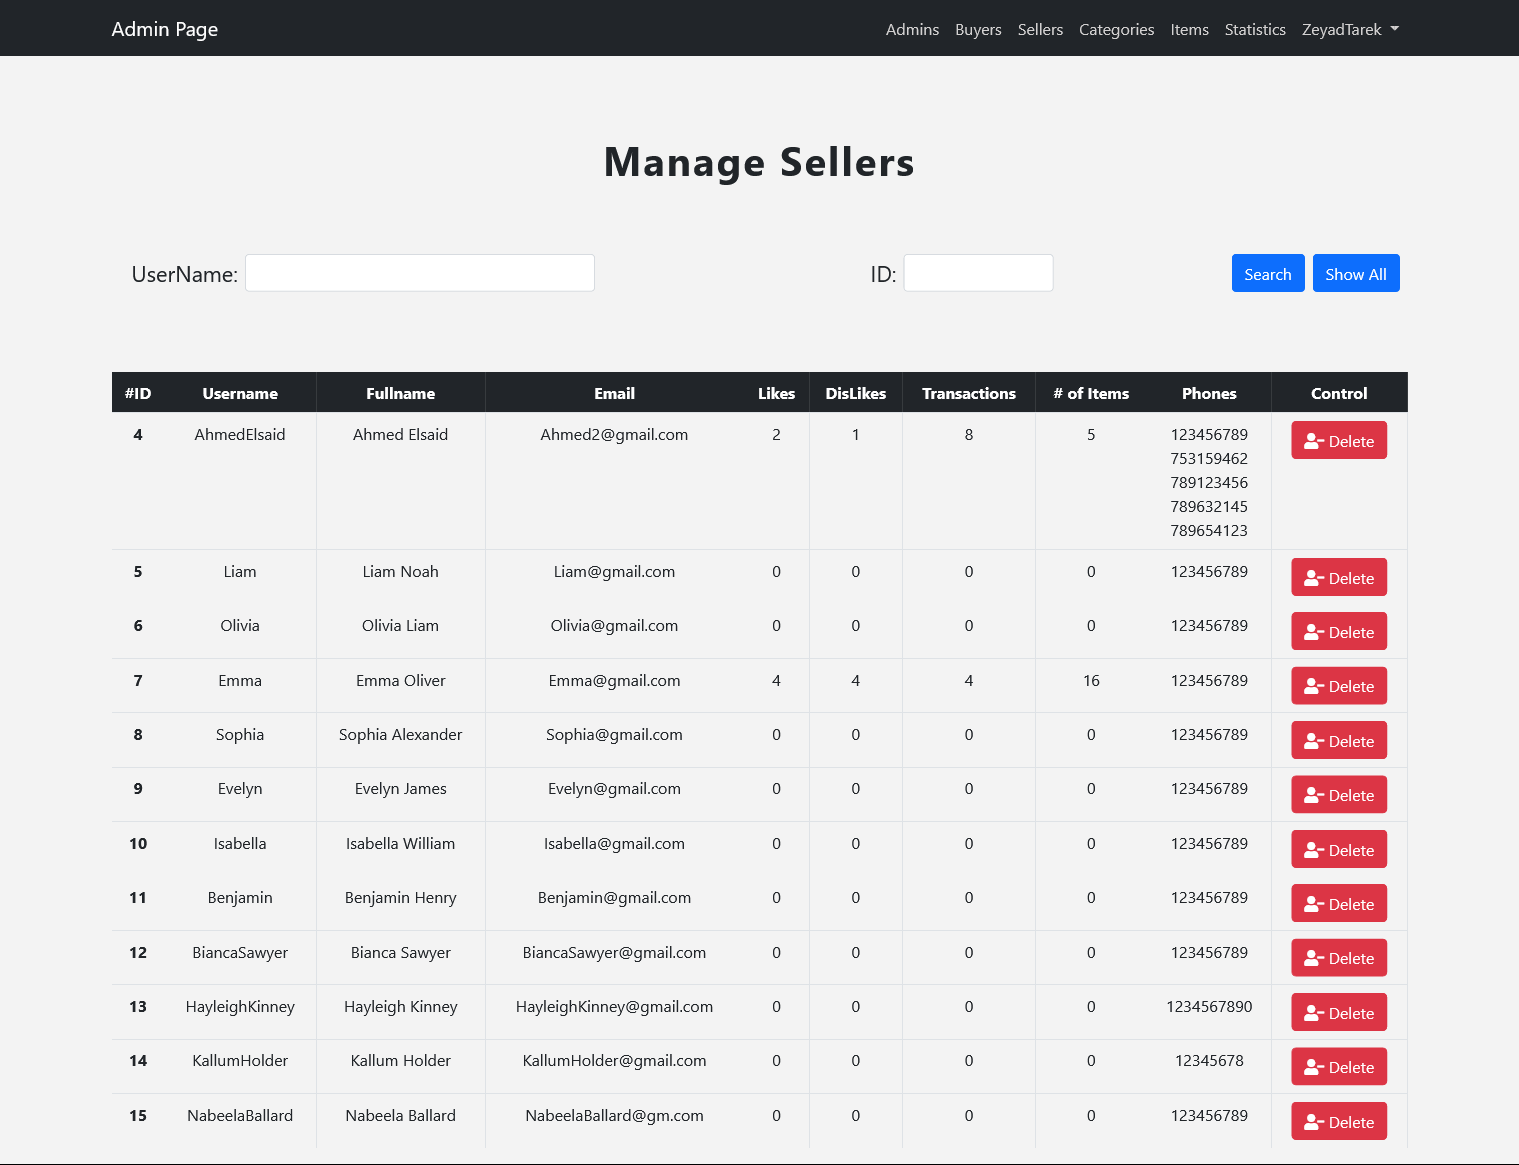 Admin Page Admins Buyers Sellers Categories Items Statistics ZeyadTarek
Manage Sellers
UserName: ID: Search Show All
#ID Username Fullname Email Likes DisLikes Transactions # of Items Phones Control
4 AhmedElsaid Ahmed Elsaid Ahmed2@gmail.com 2 1 8 5 123456789 Delete
753159462
789123456
789632145
789654123
5 Liam Liam Noah Liam@gmail.com 0 0 0 0 123456789 Delete
6 Olivia Olivia Liam Olivia@gmail.com 0 0 0 0 123456789 Delete
7 Emma Emma Oliver Emma@gmail.com 4 4 4 16 123456789 Delete
8 Sophia Sophia Alexander Sophia@gmail.com 0 0 0 0 123456789 Delete
9 Evelyn Evelyn James Evelyn@gmail.com 0 0 0 0 123456789 Delete
10 Isabella Isabella William Isabella@gmail.com 0 0 0 0 123456789 Delete
11 Benjamin Benjamin Henry Benjamin@gmail.com 0 0 0 0 123456789 Delete
12 BiancaSawyer Bianca Sawyer BiancaSawyer@gmail.com 0 0 0 0 123456789 Delete
13 HayleighKinney Hayleigh Kinney HayleighKinney@gmail.com 0 0 0 0 1234567890 Delete
14 KallumHolder Kallum Holder KallumHolder@gmail.com 0 0 0 0 12345678 Delete
15 NabeelaBallard Nabeela Ballard NabeelaBallard@gm.com 0 0 0 0 123456789 Delete